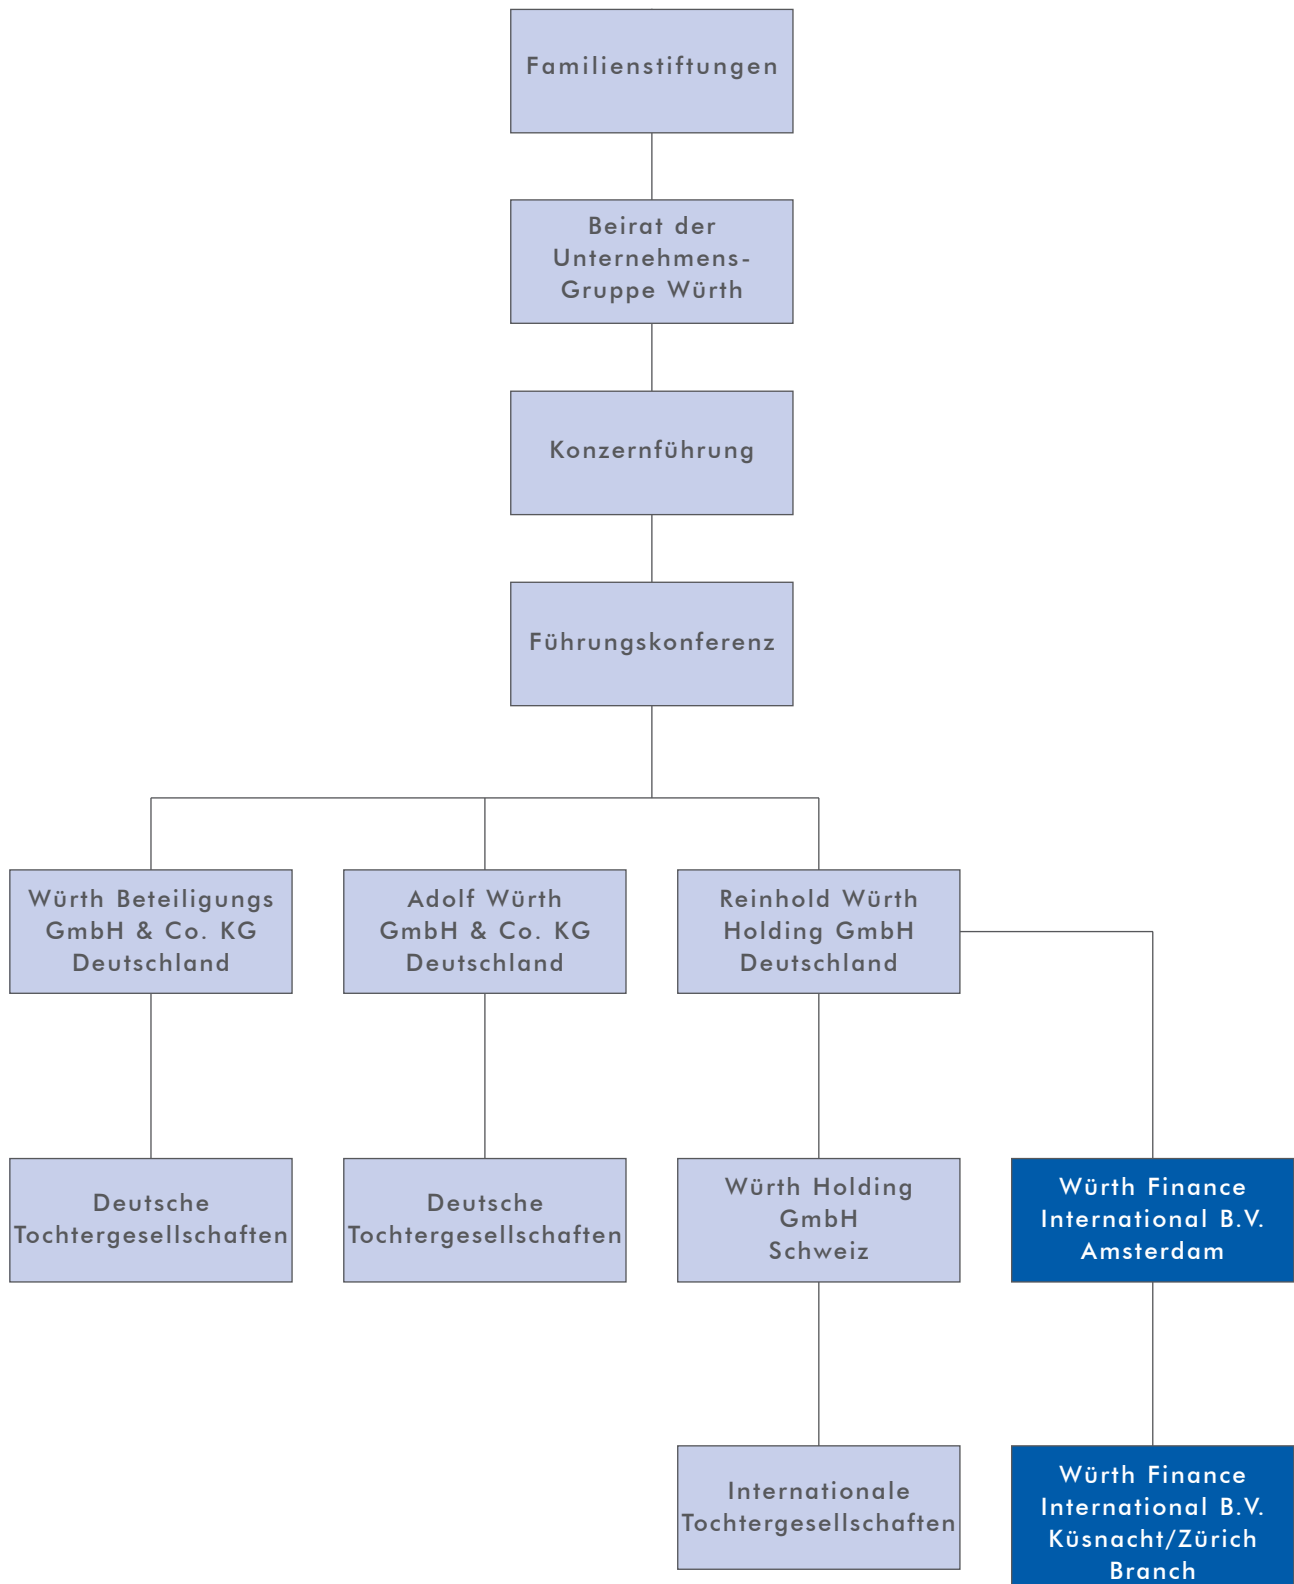 Familienstiftungen
Beirat der
Unternehmens-
Gruppe Würth
Konzernführung
Führungskonferenz
Würth Beteiligungs
GmbH & Co. KG
Deutschland
Adolf Würth
GmbH & Co. KG
Deutschland
Reinhold Würth
Holding GmbH
Deutschland
Deutsche
Tochtergesellschaften
Deutsche
Tochtergesellschaften
Würth Holding
GmbH
Schweiz
Würth Finance
International B.V.
Amsterdam
Internationale
Tochtergesellschaften
Würth Finance
International B.V.
Küsnacht/Zürich
Branch